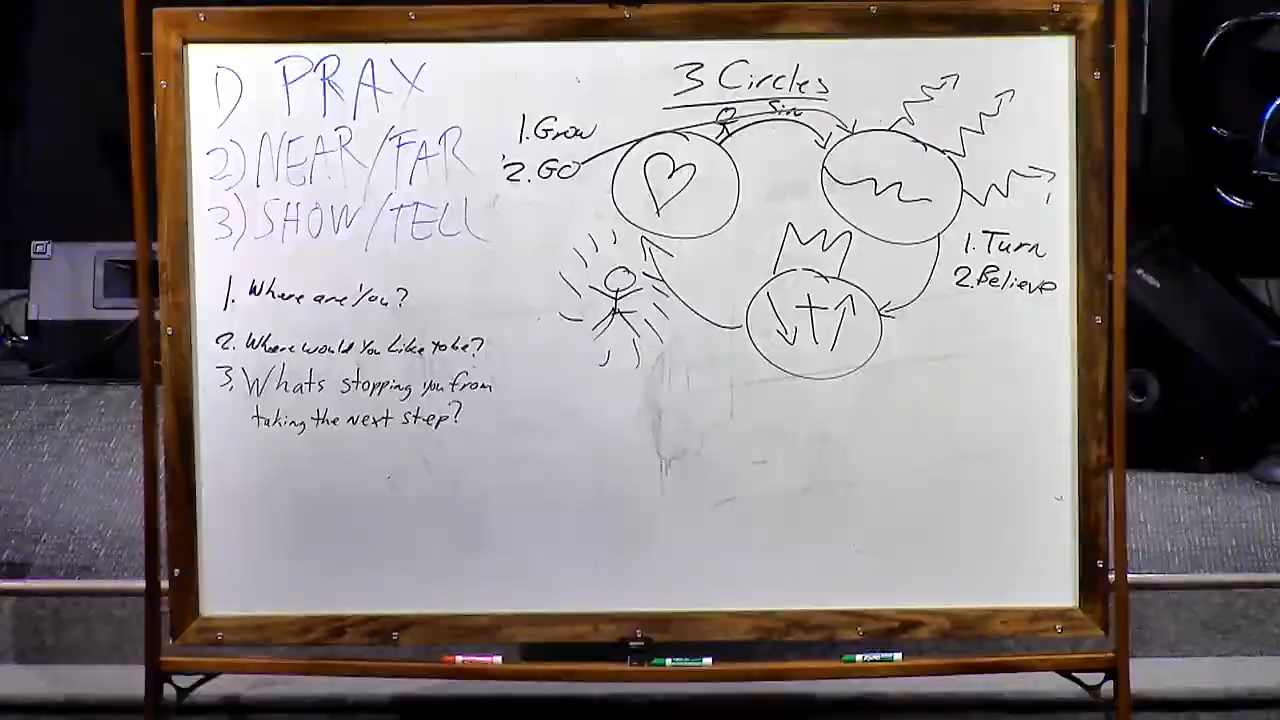 1) PRAY
2) NEAR/FAR
3) SHOW/TELL
1. Where are You?
2. Where would You Like to be?
3. Whats stopping you from
taking the next step?
3 Circles
Sin
1. Grow
2. GO
1. Turn
2. Believe